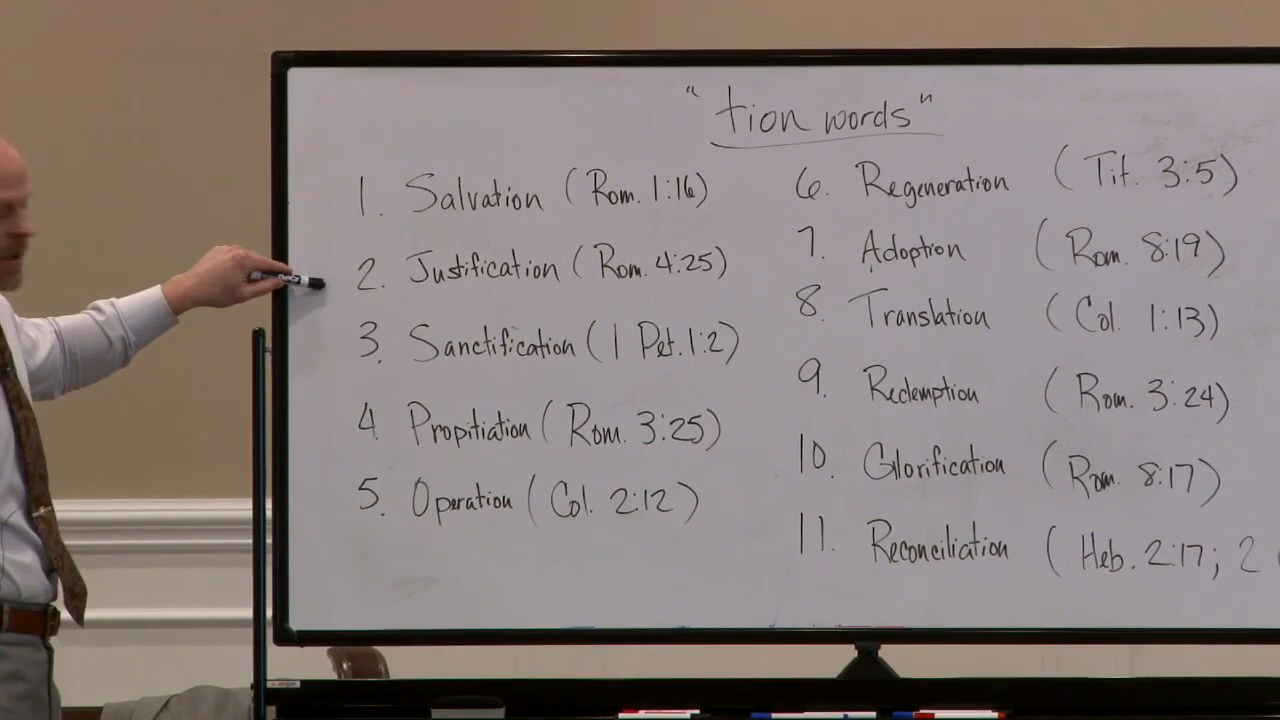 "tion words"
1. Salvation (Rom. 1:16)
2. Justification (Rom. 4:25)
3. Sanctification (1 Pet. 1:2)
4 Propitiation (Rom. 3:25)
5. Operation (Col. 2:12)
6. Regeneration (Tit. 3:5)
7. Adoption (Rom. 8:19)
8. Translation (Col. 1:13)
9. Redemption (Rom. 3:24)
10. Glorification (Rom. 8:17)
11. Reconciliation (Heb. 2:17; 2